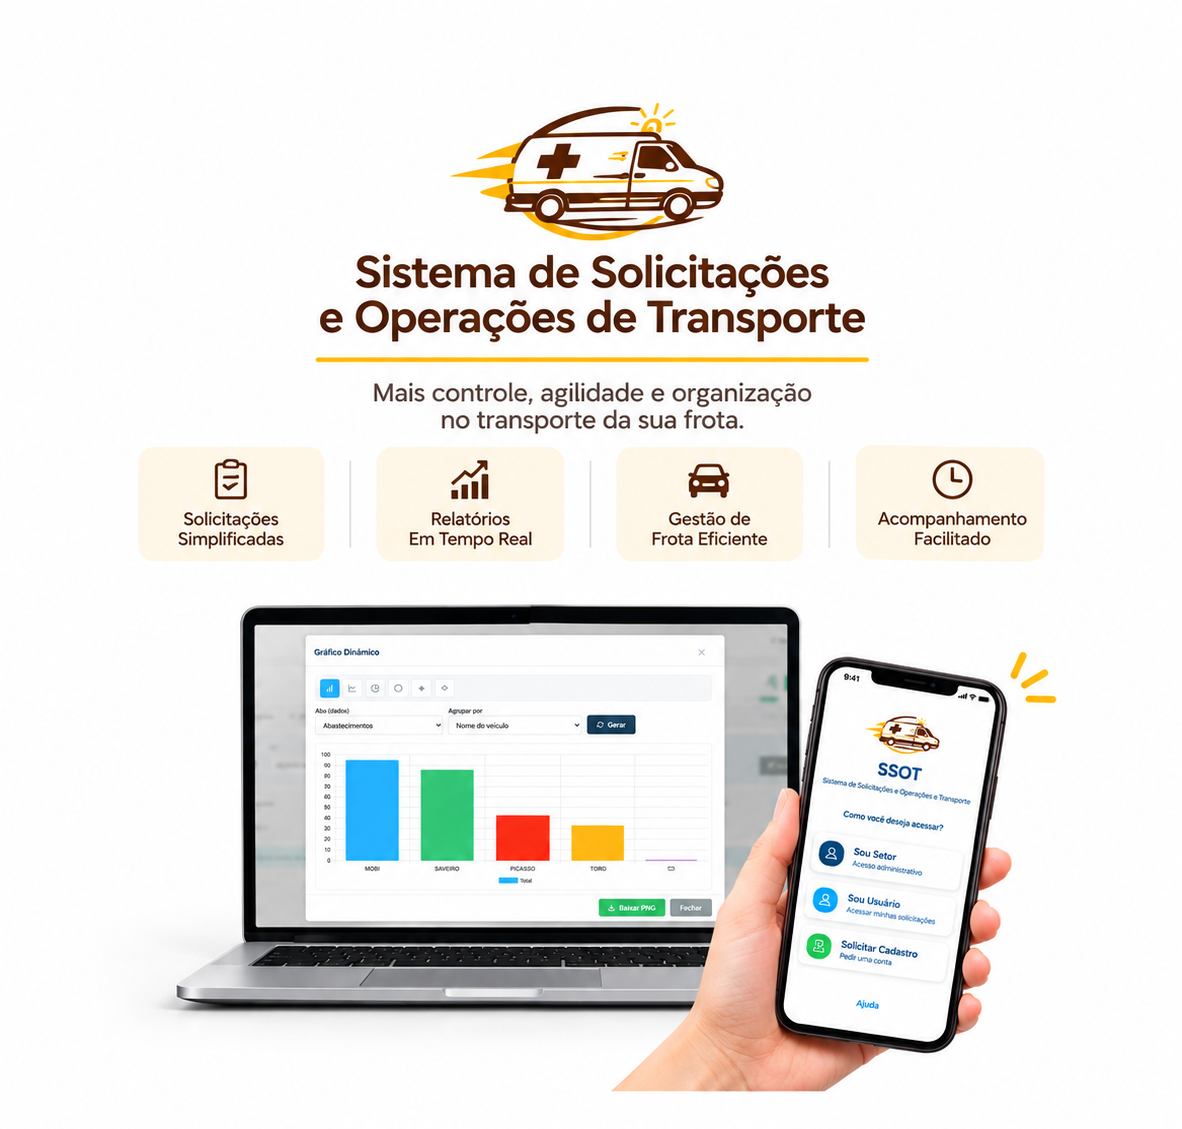 Sistema de Solicitações
e Operações de Transporte
Mais controle, agilidade e organização
no transporte da sua frota.
Solicitações
Simplificadas
Relatórios
Em Tempo Real
Gestão de
Frota Eficiente
Acompanhamento
Facilitado
Gráfico Dinâmico
Aba (dados)
Agrupar por
Abastecimentos
Nome do veículo
Gerar
100
90
90
80
70
60
50
40
30
20
10
0
MOBI
SAVEIRO
PICASSO
TORO
Total
Baixar PNG
Fechar
9:41
SSOT
Sistema de Solicitações e Operações e Transporte
Como você deseja acessar?
Sou Setor
Acesso administrativo
Sou Usuário
Acessar minhas solicitações
Solicitar Cadastro
Pedir uma conta
Ajuda